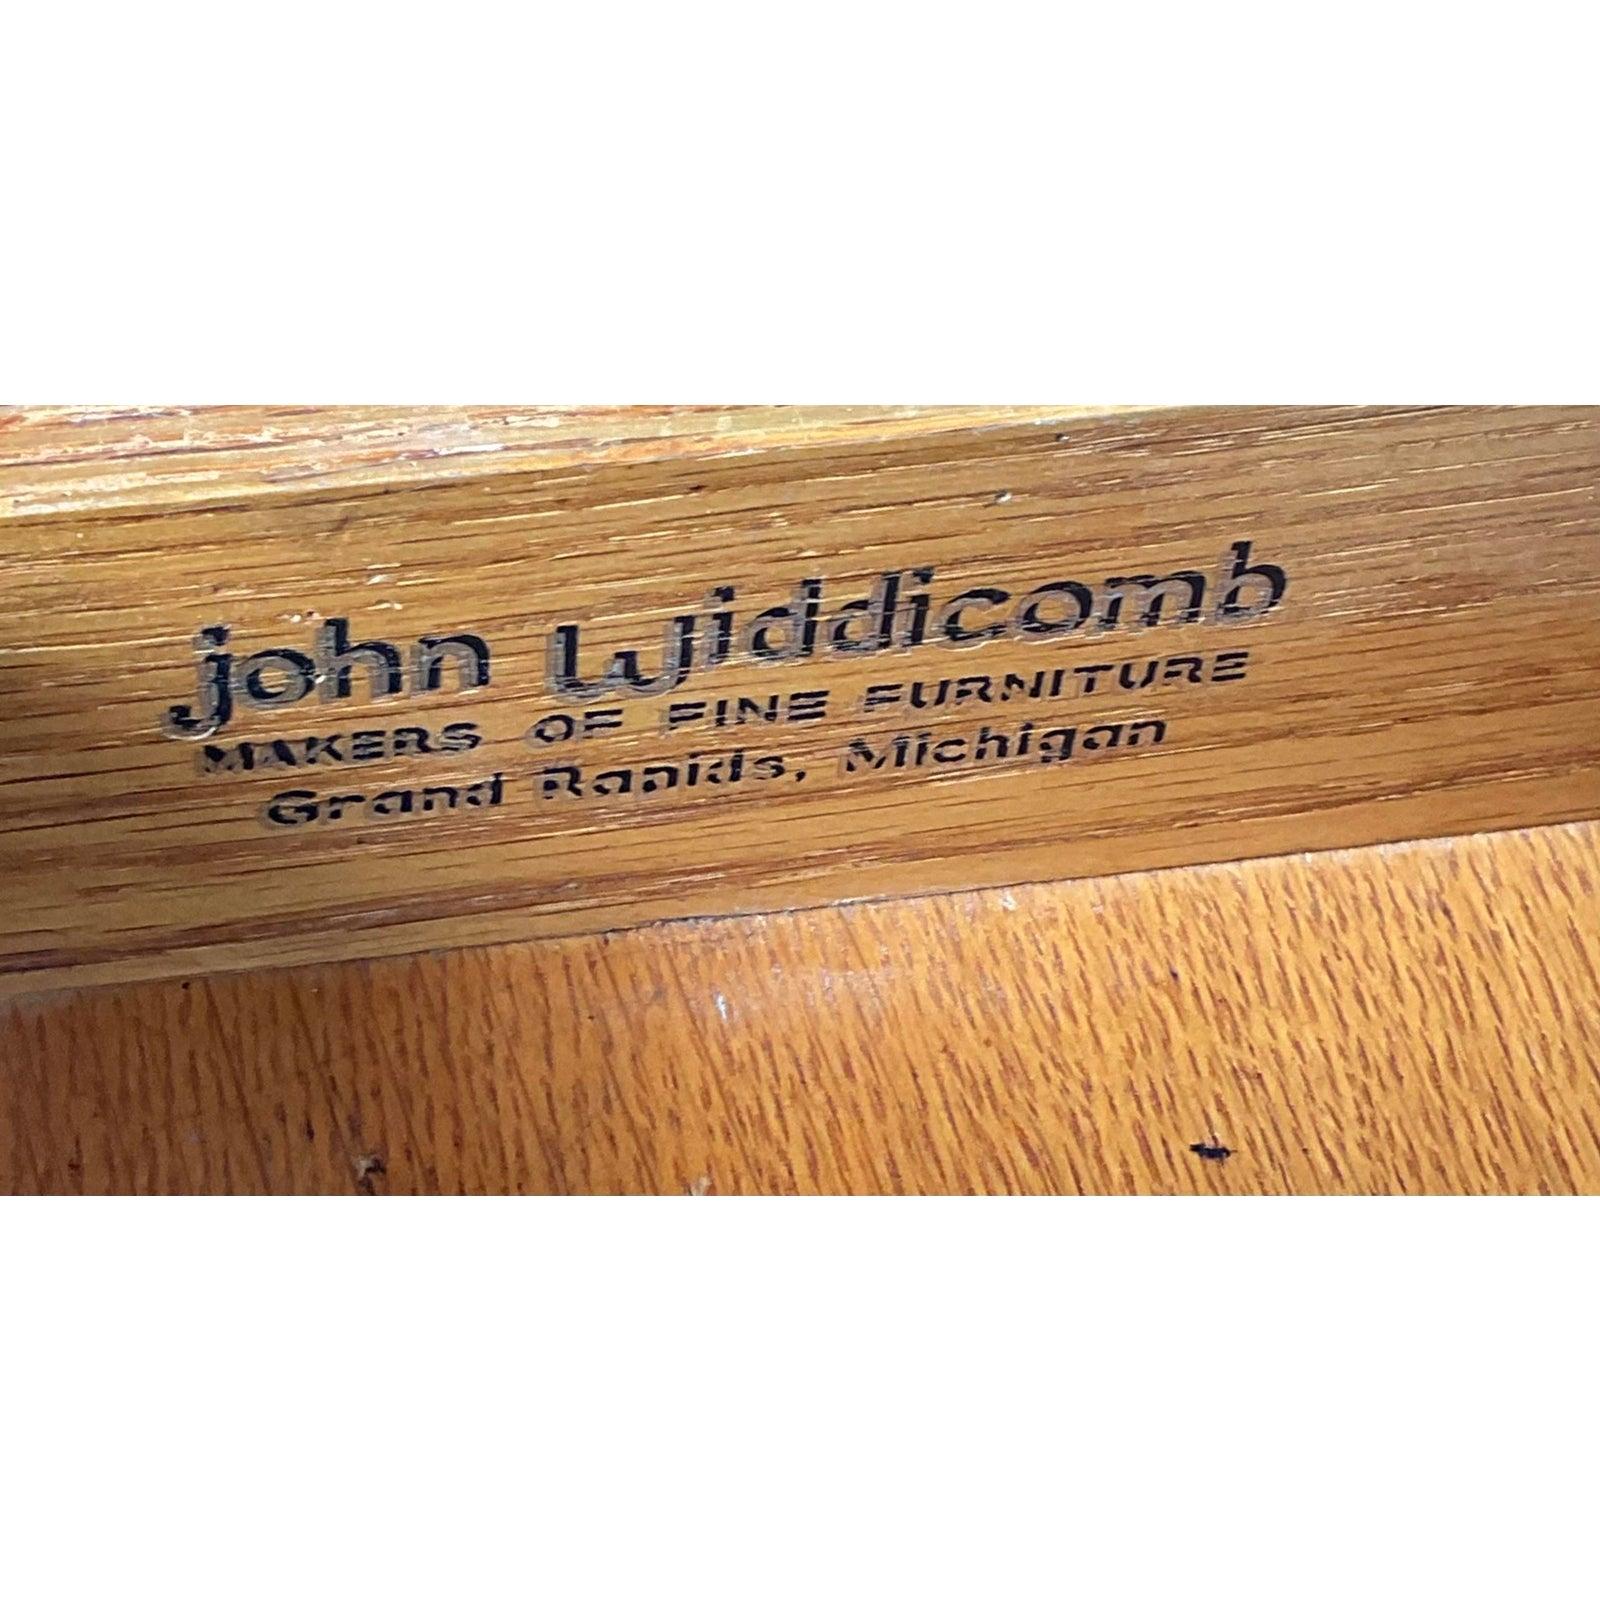 john widdicomb
MAKERS OF FINE FURNITURE
Grand Rapids, Michigan